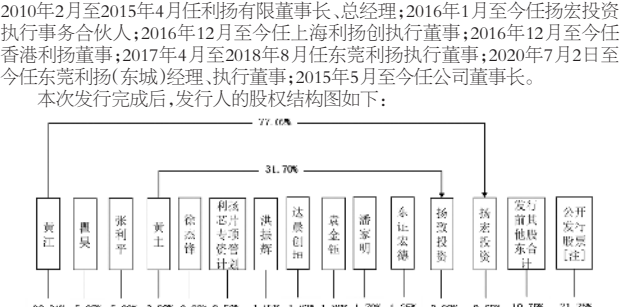 2010年2月至2015年4月任利扬有限董事长、总经理；2016年1月至今任扬宏投资
执行事务合伙人；2016年12月至今任上海利扬创执行董事；2016年12月至今任
香港利扬董事；2017年4月至2018年8月任东莞利扬执行董事；2020年7月2日至
今任东莞利扬(东城)经理、执行董事；2015年5月至今任公司董事长。
本次发行完成后，发行人的股权结构图如下：
31.70%
黄江
瞿昊
张利平
黄主
徐杰锋
利扬芯片专项资管计划
洪振辉
达晨创恒
袁金钰
潘家明
东证宏德
扬致投资
扬宏投资
发行前其他股东合计
公开发行股票[注]